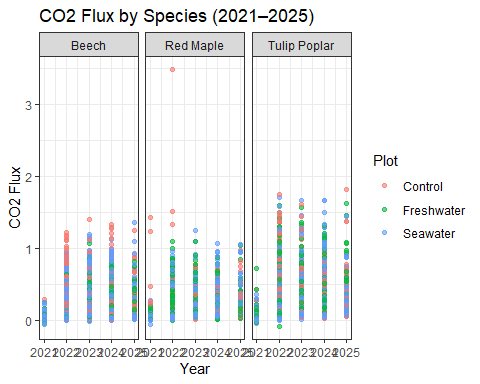 CO2 Flux by Species (2021–2025)
Beech Red Maple Tulip Poplar
CO2 Flux
3
2
1
0
2021 2022 2023 2024 2025 2021 2022 2023 2024 2025 2021 2022 2023 2024 2025
Year
Plot
Control
Freshwater
Seawater